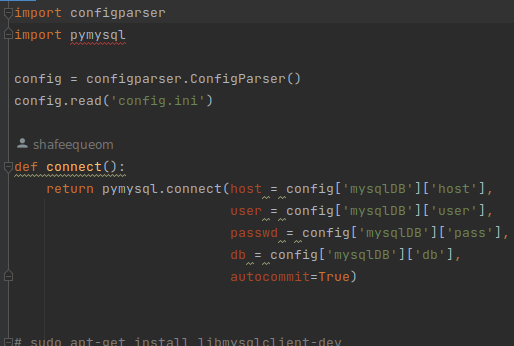 import configparser
import pymysql
config = configparser.ConfigParser()
config.read('config.ini')
shafeequeom
def connect():
return pymysql.connect(host = config['mysqlDB']['host'],
user = config['mysqlDB']['user'],
passwd = config['mysqlDB']['pass'],
db = config['mysqlDB']['db'],
autocommit=True)
# sudo apt-get install libmysqlclient-dev